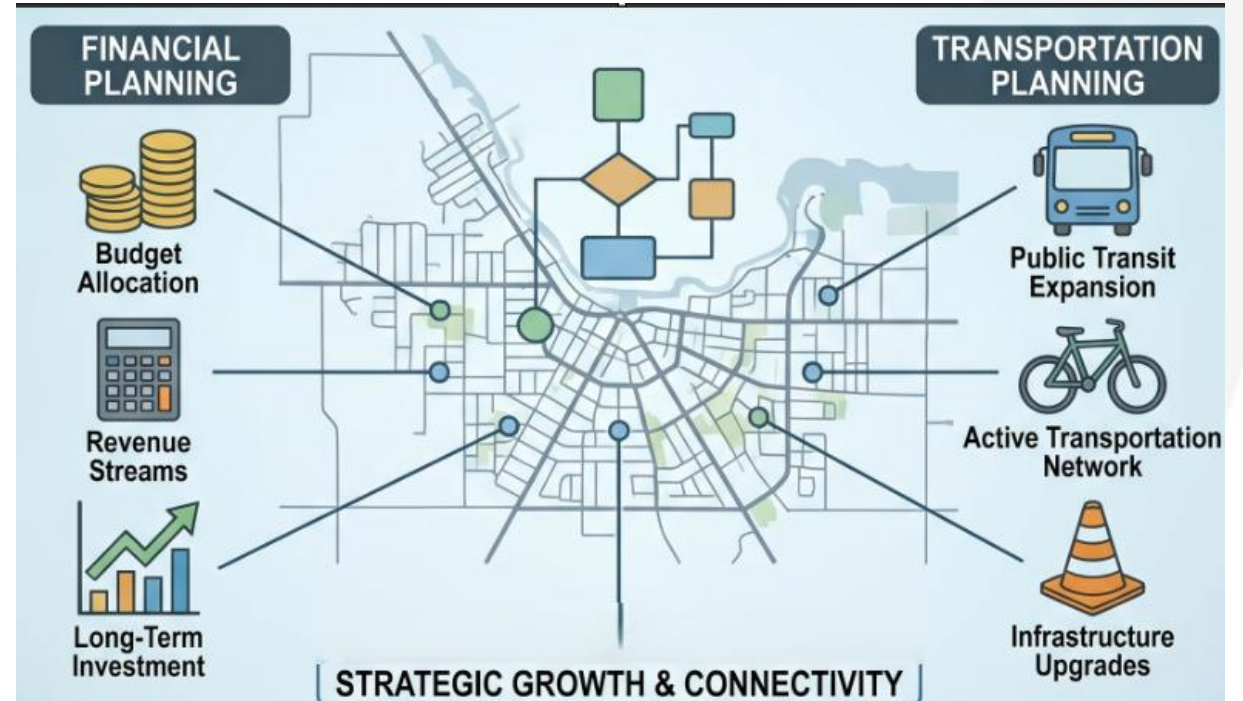 FINANCIAL
PLANNING
Budget
Allocation
Revenue
Streams
Long-Term
Investment
TRANSPORTATION
PLANNING
Public Transit
Expansion
Active Transportation
Network
Infrastructure
Upgrades
STRATEGIC GROWTH & CONNECTIVITY